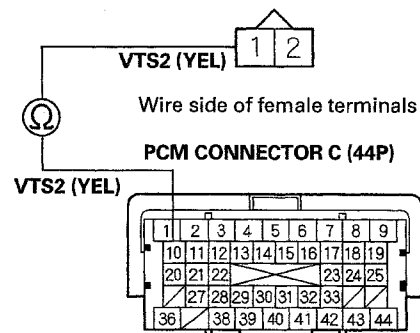 1 2
VTS2 (YEL)
Ω
Wire side of female terminals
PCM CONNECTOR C (44P)
VTS2 (YEL)
1 2 3 4 5 6 7 8 9
10 11 12 13 14 15 16 17 18 19
20 21 22 23 24 25
27 28 29 30 31 32 33
36 38 39 40 41 42 43 44